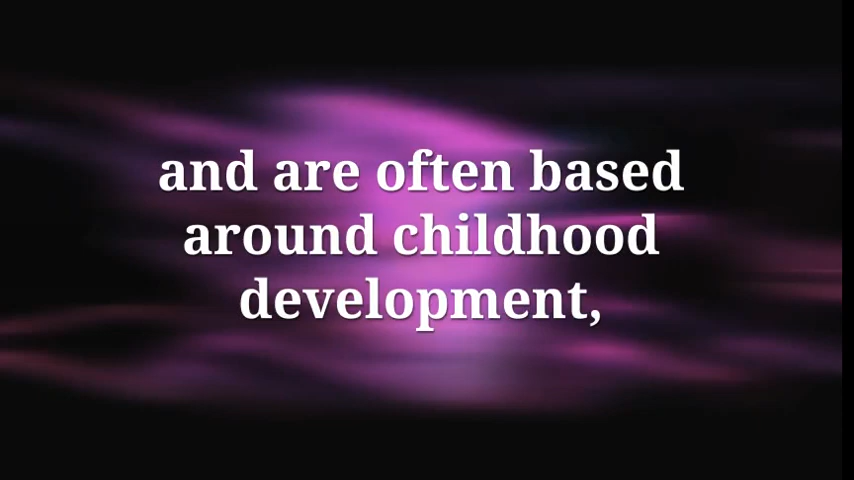 and are often based
around childhood
development,